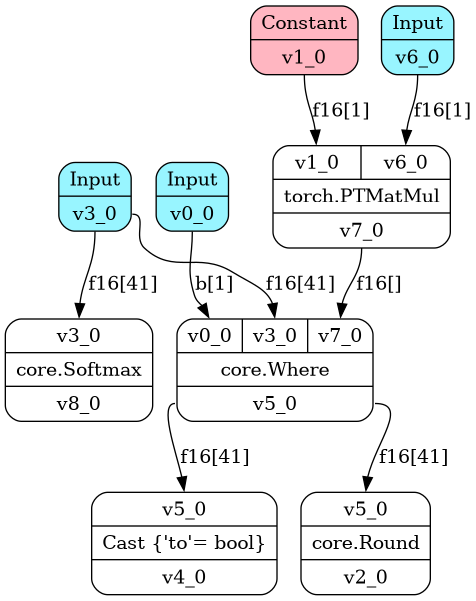 Constant
v1_0
Input
v6_0
f16[1]
f16[1]
v1_0
v6_0
torch.PTMatMul
v7_0
Input
v3_0
Input
v0_0
f16[41]
b[1]
f16[41]
f16[]
v3_0
core.Softmax
v8_0
v0_0
v3_0
v7_0
core.Where
v5_0
f16[41]
f16[41]
v5_0
Cast {'to'= bool}
v4_0
v5_0
core.Round
v2_0